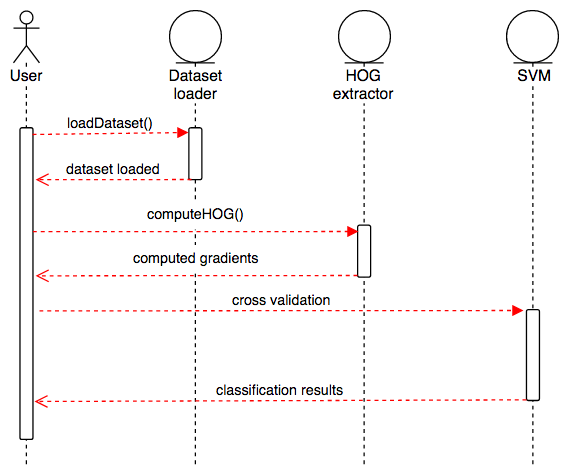 User
Dataset
loader
HOG
extractor
SVM
loadDataset()
dataset loaded
computeHOG()
computed gradients
cross validation
classification results